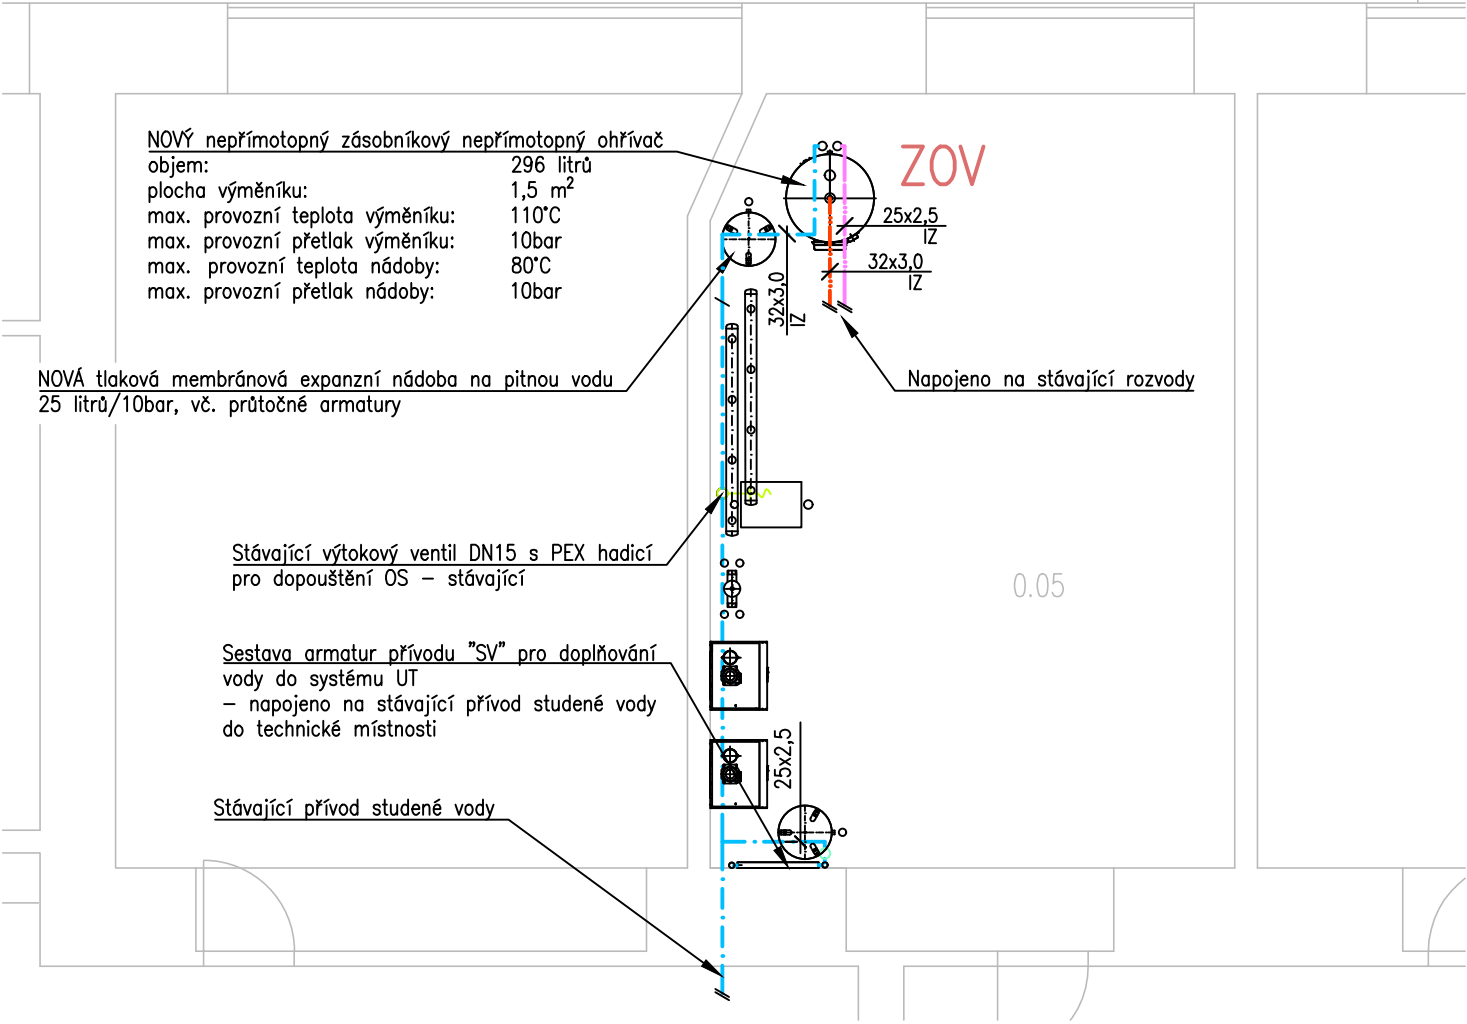 NOVÝ nepřímotopný zásobníkový nepřímotopný ohřívač
objem: 296 litrů
plocha výměníku: 1,5 m²
max. provozní teplota výměníku: 110°C
max. provozní přetlak výměníku: 10bar
max. provozní teplota nádoby: 80°C
max. provozní přetlak nádoby: 10bar
ZOV
25x2,5
IZ
32x3,0
IZ
32x3,0
IZ
NOVÁ tlaková membránová expanzní nádoba na pitnou vodu
25 litrů/10bar, vč. průtočné armatury
Napojeno na stávající rozvody
Stávající výtokový ventil DN15 s PEX hadicí
pro dopouštění OS – stávající
0.05
Sestava armatur přívodu "SV" pro doplňování
vody do systému UT
– napojeno na stávající přívod studené vody
do technické místnosti
25x2,5
Stávající přívod studené vody